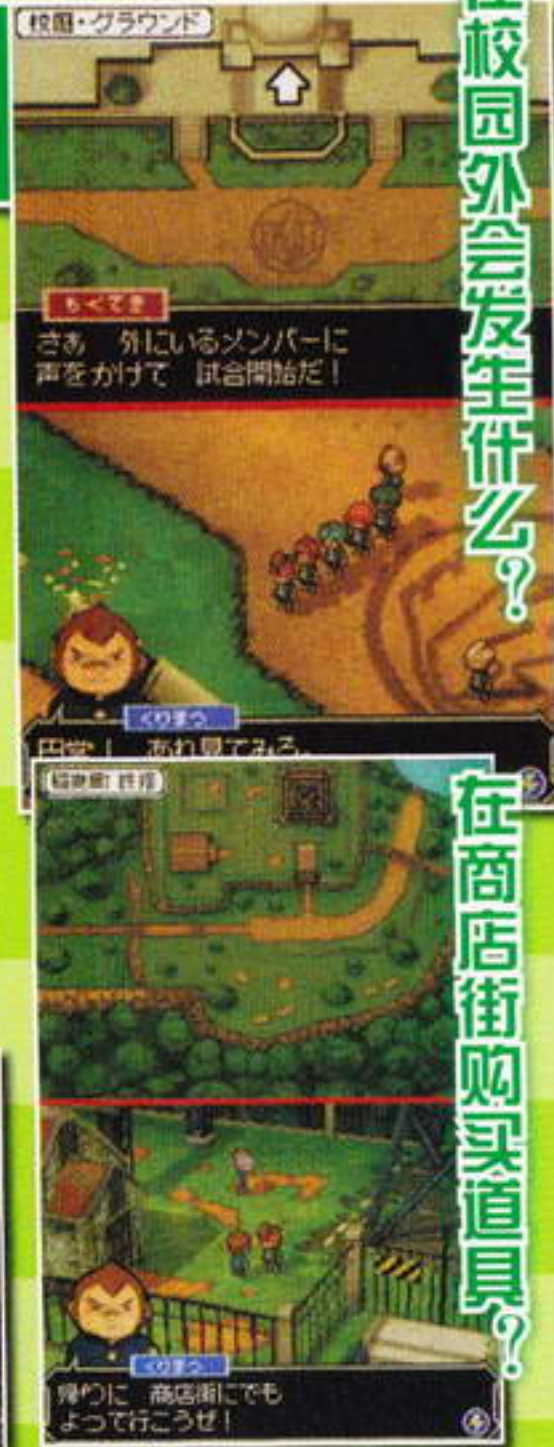 校園・グラウンド
在校园外会发生什么？
もくてき
さあ 外にいるメンバーに
声をかけて 試合開始だ！
くりまつ
円堂！ あれ見てみろ。
在商店街购买道具？
くりまつ
帰りに 商店街にでも
よって行こうぜ！